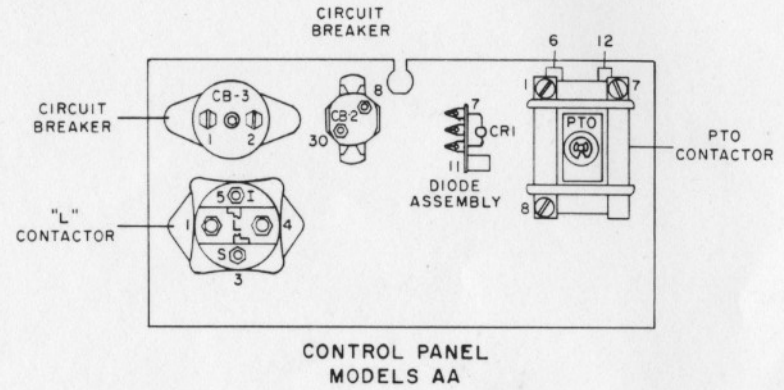 CIRCUIT
BREAKER
6 12
8
1 7
CB-3
CIRCUIT
BREAKER
CB-2
7
PTO
1 2
30
CR1
PTO
CONTACTOR
11
DIODE
ASSEMBLY
5 I
"L"
CONTACTOR
1 L 4
8
S
3
CONTROL PANEL
MODELS AA